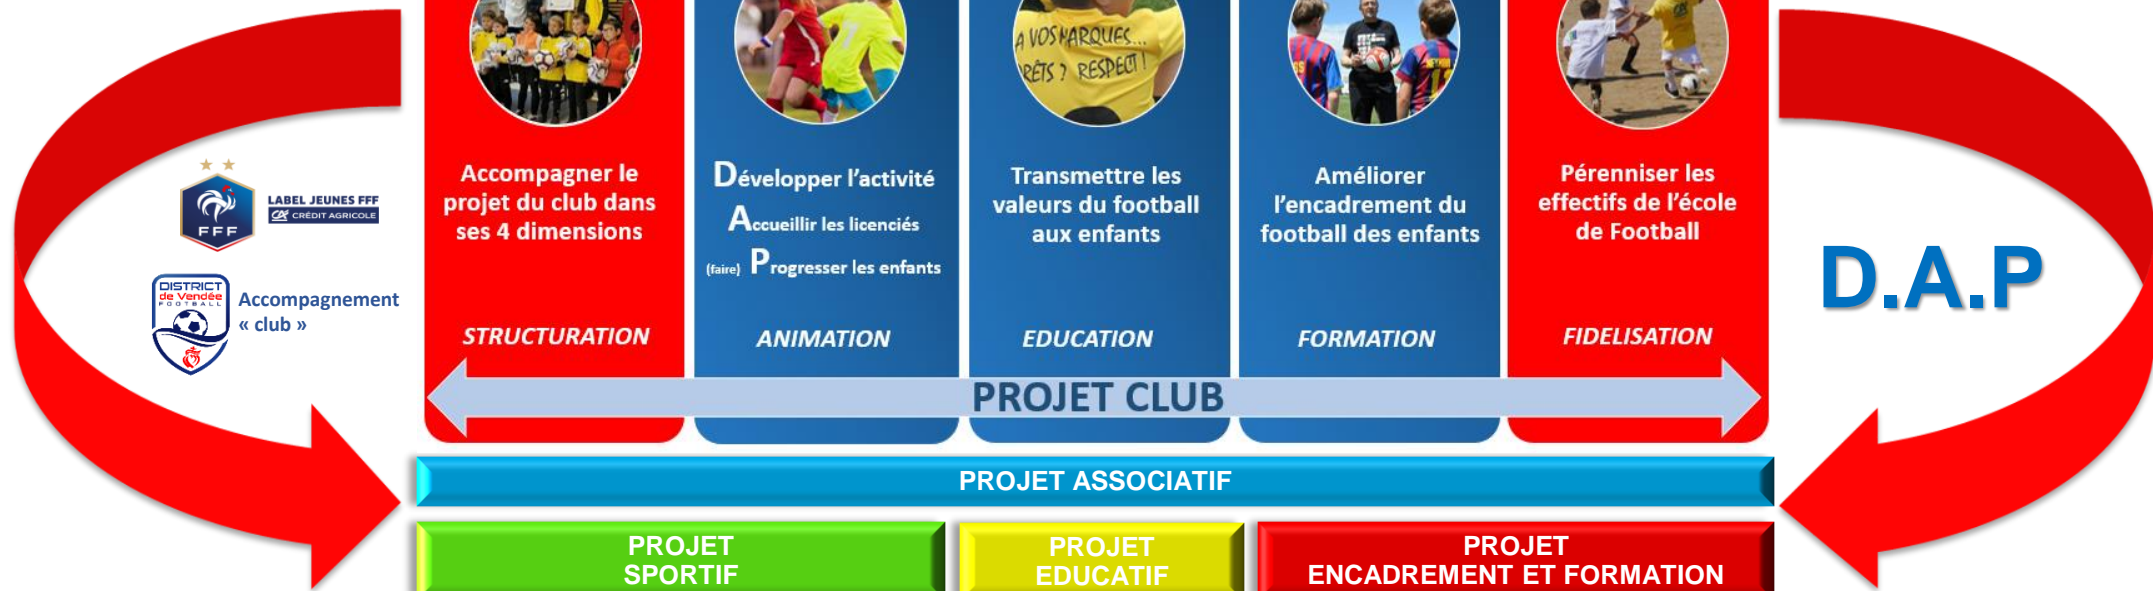 A VOS MARQUES...
PRÊTS ? RESPECT !
FFF
LABEL JEUNES FFF
CA CRÉDIT AGRICOLE
DISTRICT
de Vendée
FOOTBALL
Accompagnement
« club »
Accompagner le
projet du club dans
ses 4 dimensions
STRUCTURATION
Développer l'activité
Accueillir les licenciés
(faire) Progresser les enfants
ANIMATION
Transmettre les
valeurs du football
aux enfants
EDUCATION
Améliorer
l'encadrement du
football des enfants
FORMATION
Pérenniser les
effectifs de l'école
de Football
FIDELISATION
D.A.P
PROJET CLUB
PROJET ASSOCIATIF
PROJET
SPORTIF
PROJET
EDUCATIF
PROJET
ENCADREMENT ET FORMATION